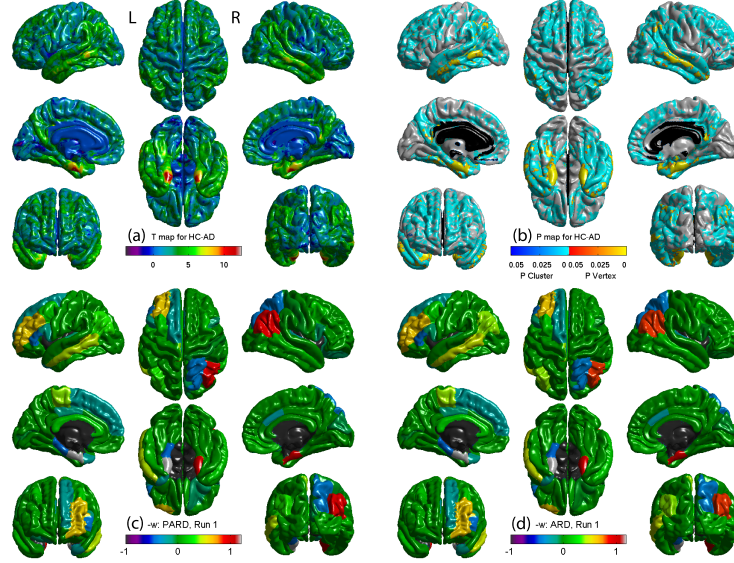 L
R
(a)
T map for HC-AD
0
5
10
(b)
P map for HC-AD
0.05
0.025
0
0.05
0.025
0
P Cluster
P Vertex
(c)
-w: PARD, Run 1
-1
0
1
(d)
-w: ARD, Run 1
-1
0
1